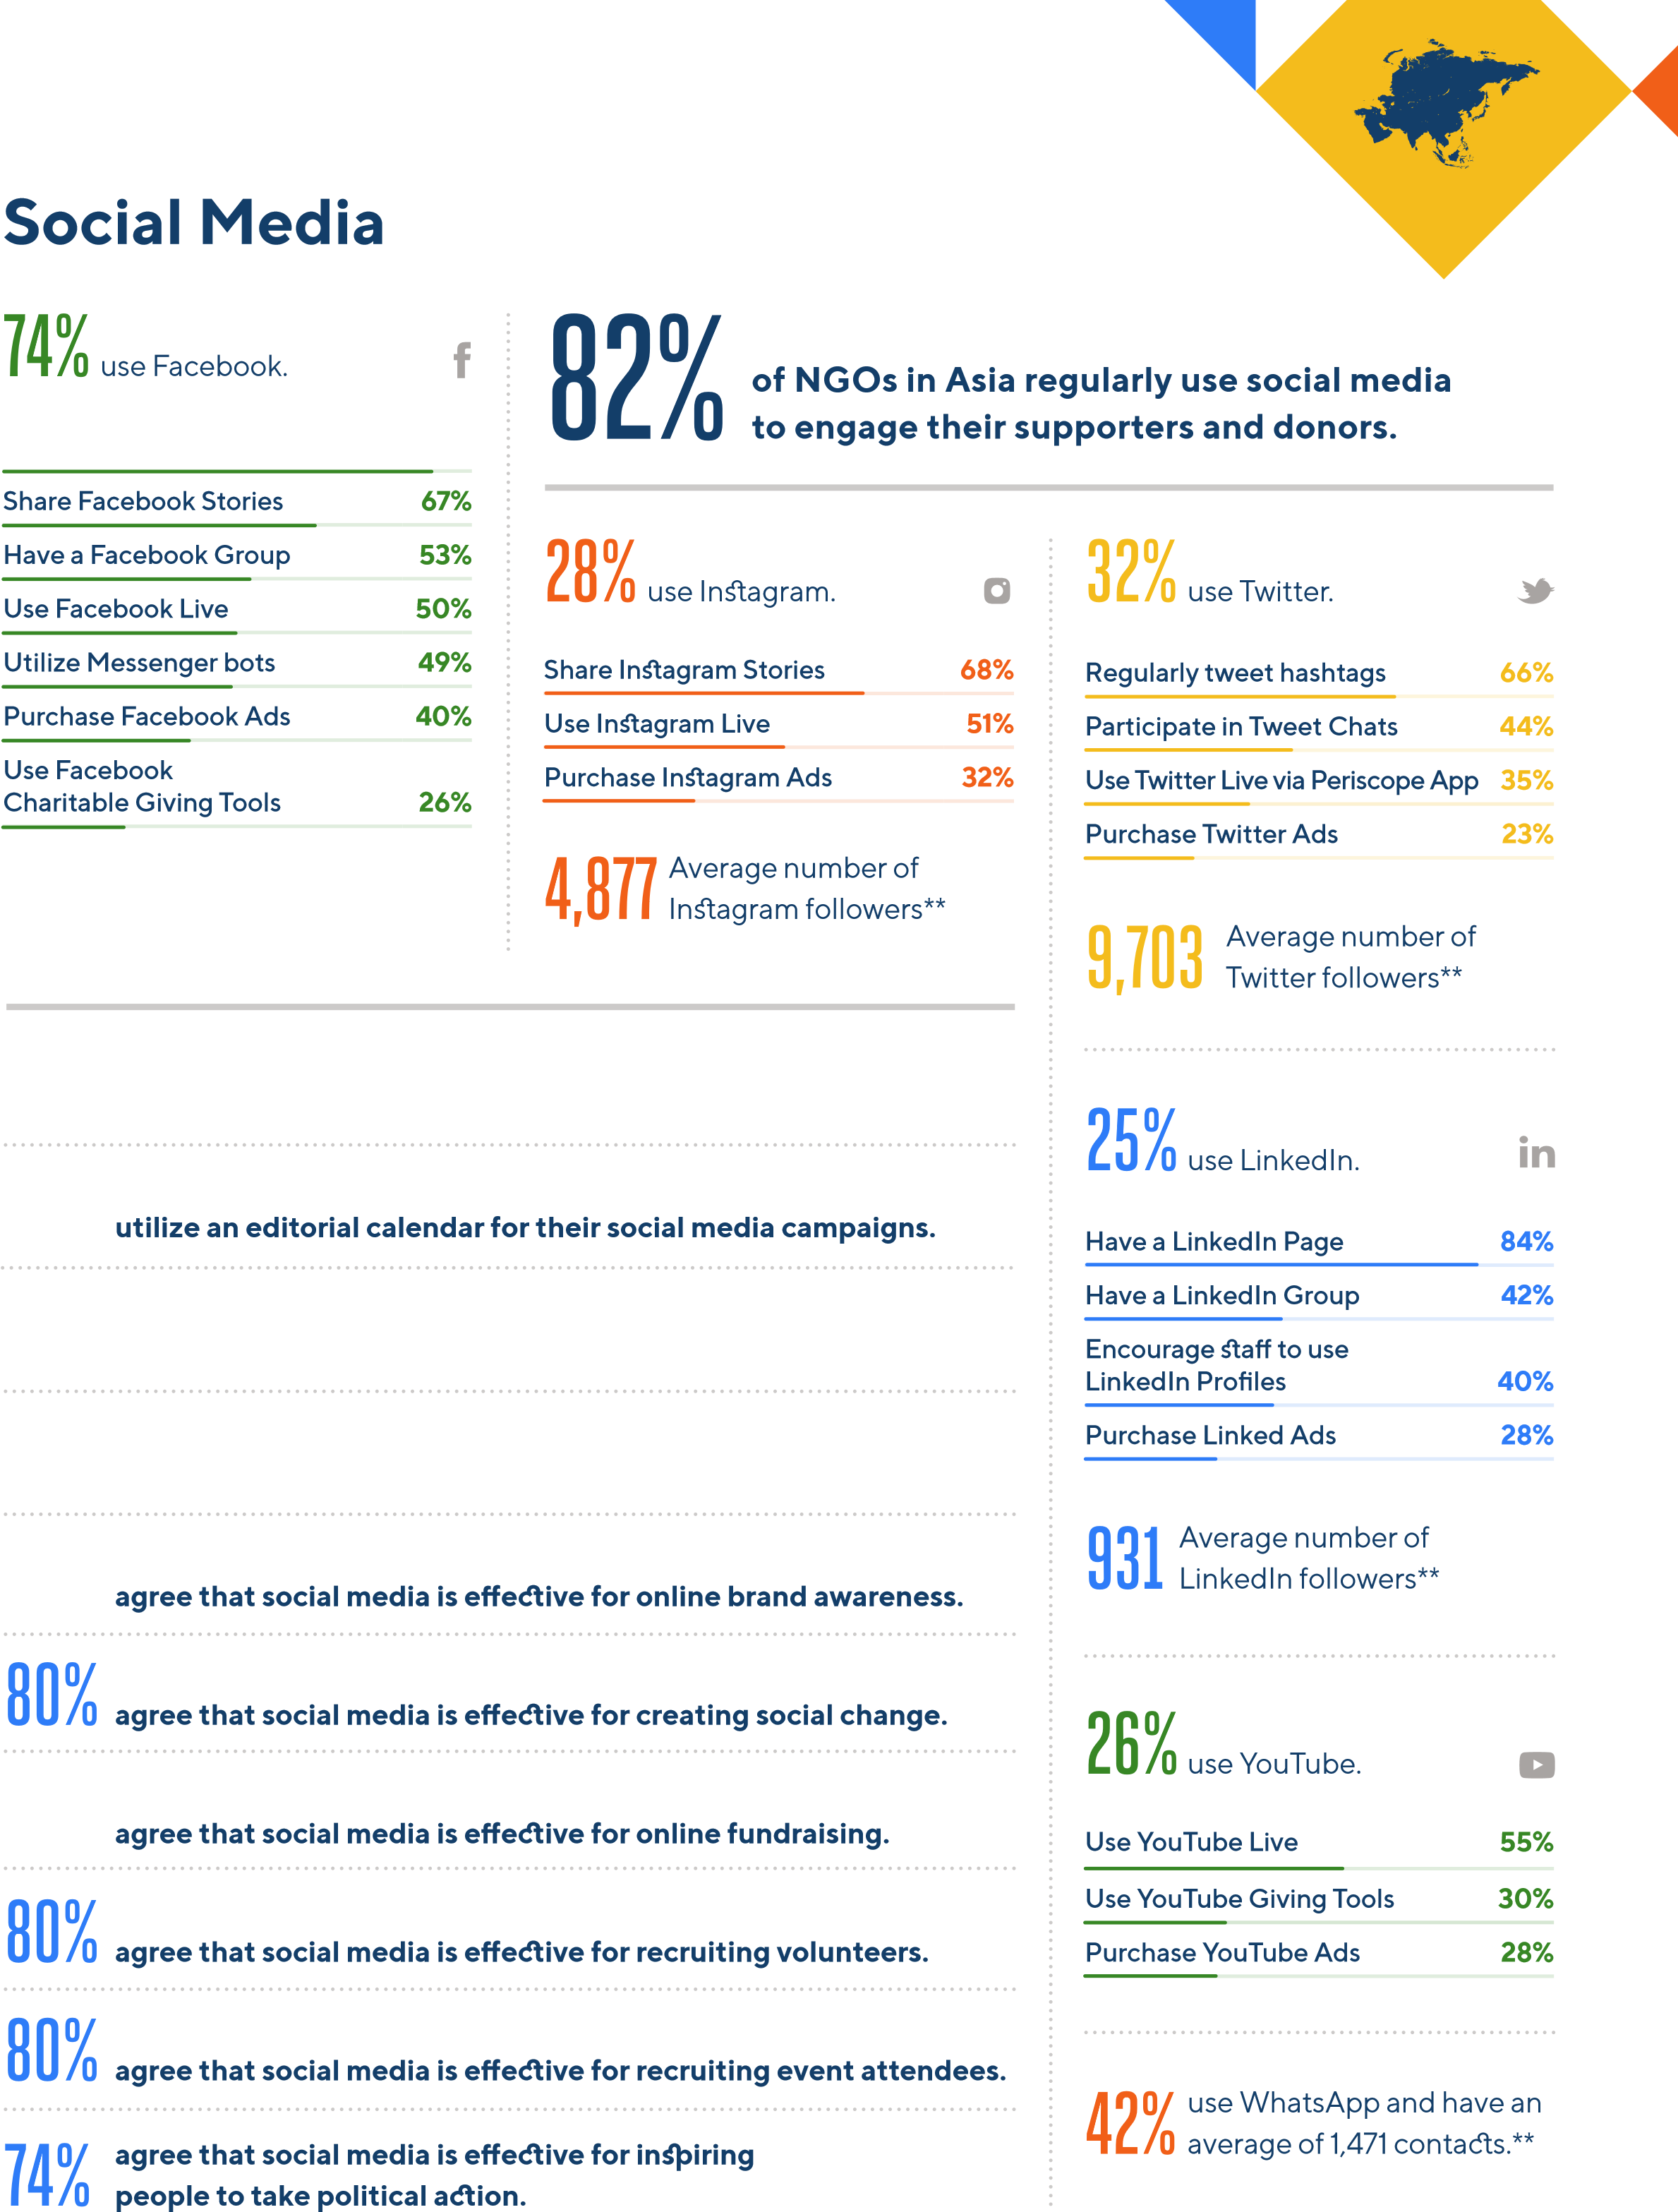 Social Media
74% use Facebook.
Share Facebook Stories 67%
Have a Facebook Group 53%
Use Facebook Live 50%
Utilize Messenger bots 49%
Purchase Facebook Ads 40%
Use Facebook
Charitable Giving Tools 26%
82% of NGOs in Asia regularly use social media
to engage their supporters and donors.
28% use Instagram.
Share Instagram Stories 68%
Use Instagram Live 51%
Purchase Instagram Ads 32%
4,877 Average number of
Instagram followers**
32% use Twitter.
Regularly tweet hashtags 66%
Participate in Tweet Chats 44%
Use Twitter Live via Periscope App 35%
Purchase Twitter Ads 23%
9,703 Average number of
Twitter followers**
25% use LinkedIn.
in
Have a LinkedIn Page 84%
Have a LinkedIn Group 42%
Encourage staff to use
LinkedIn Profiles 40%
Purchase Linked Ads 28%
931 Average number of
LinkedIn followers**
26% use YouTube.
Use YouTube Live 55%
Use YouTube Giving Tools 30%
Purchase YouTube Ads 28%
42% use WhatsApp and have an
average of 1,471 contacts.**
utilize an editorial calendar for their social media campaigns.
agree that social media is effective for online brand awareness.
80% agree that social media is effective for creating social change.
agree that social media is effective for online fundraising.
80% agree that social media is effective for recruiting volunteers.
80% agree that social media is effective for recruiting event attendees.
74% agree that social media is effective for inspiring
people to take political action.